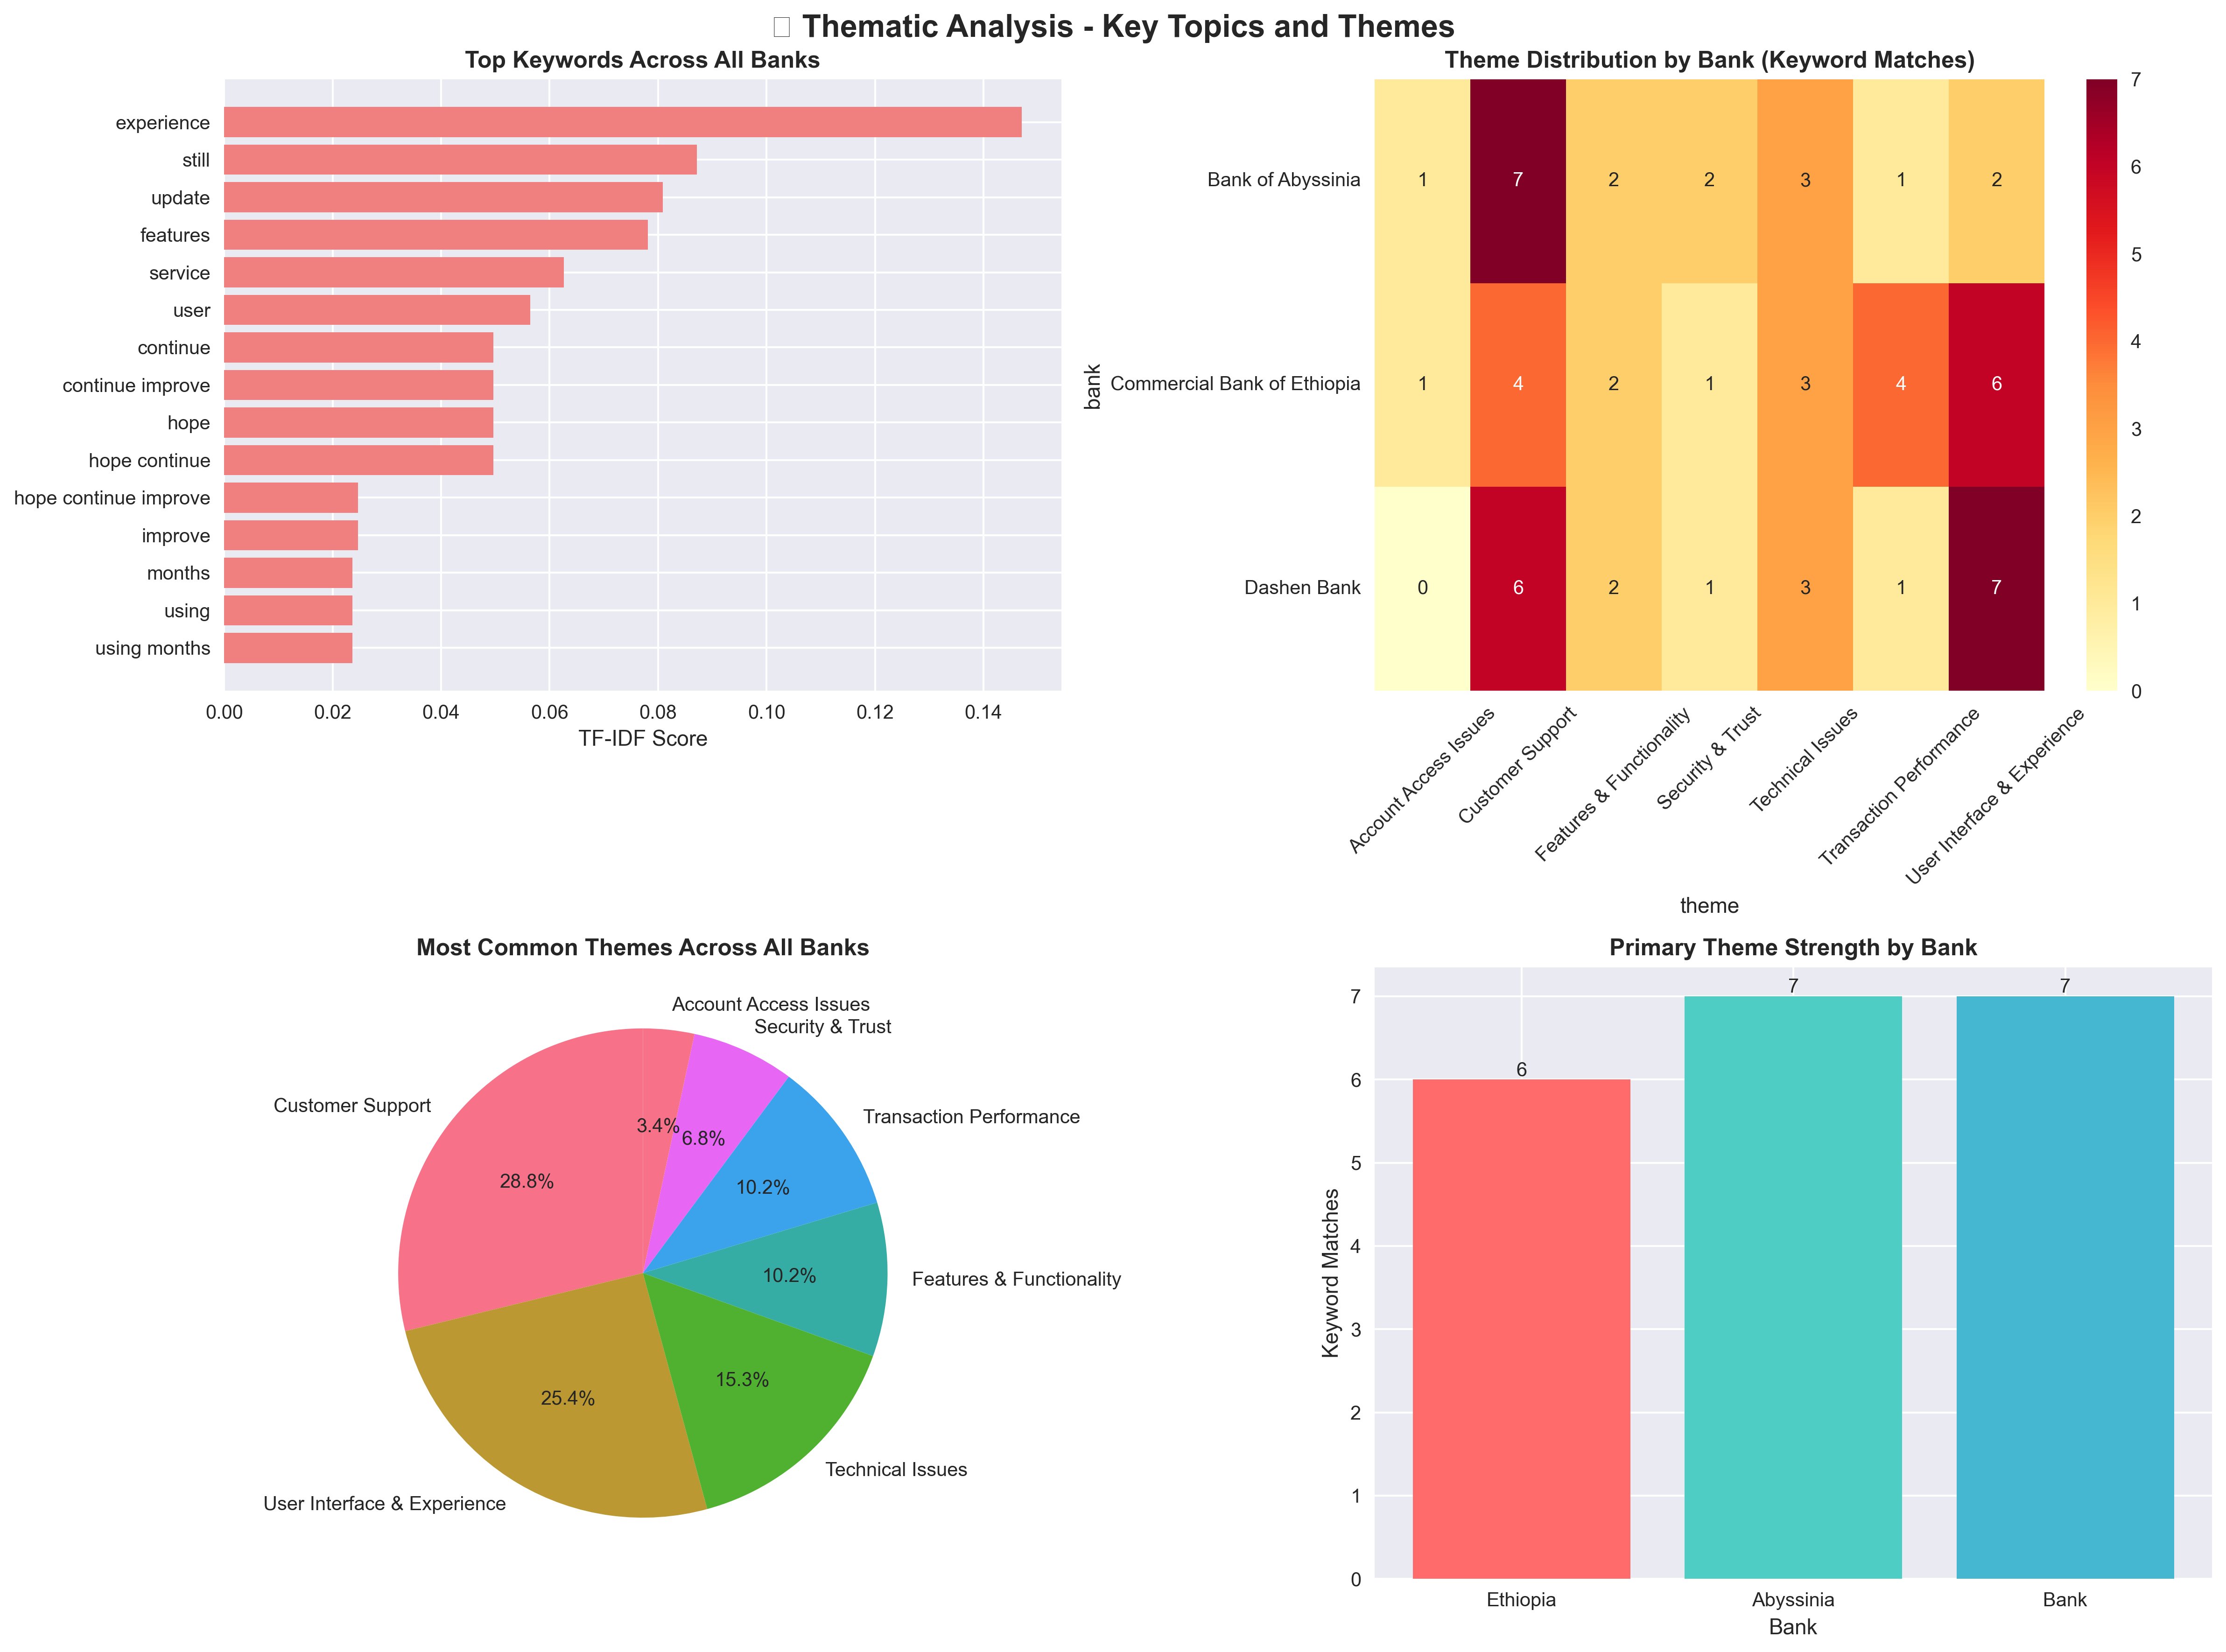 Thematic Analysis - Key Topics and Themes
Top Keywords Across All Banks
experience
still
update
features
service
user
continue
continue improve
hope
hope continue
hope continue improve
improve
months
using
using months
0.00 0.02 0.04 0.06 0.08 0.10 0.12 0.14
TF-IDF Score
Theme Distribution by Bank (Keyword Matches)
bank
Bank of Abyssinia 1 7 2 2 3 1 2
Commercial Bank of Ethiopia 1 4 2 1 3 4 6
Dashen Bank 0 6 2 1 3 1 7
Account Access Issues
Customer Support
Features & Functionality
Security & Trust
Technical Issues
Transaction Performance
User Interface & Experience
theme
7
6
5
4
3
2
1
0
Most Common Themes Across All Banks
Account Access Issues
Security & Trust
Customer Support
Transaction Performance
3.4%
6.8%
28.8%
10.2%
10.2%
Features & Functionality
15.3%
25.4%
Technical Issues
User Interface & Experience
Primary Theme Strength by Bank
Keyword Matches
7
6
5
4
3
2
1
0
6
7
7
Ethiopia Abyssinia Bank
Bank